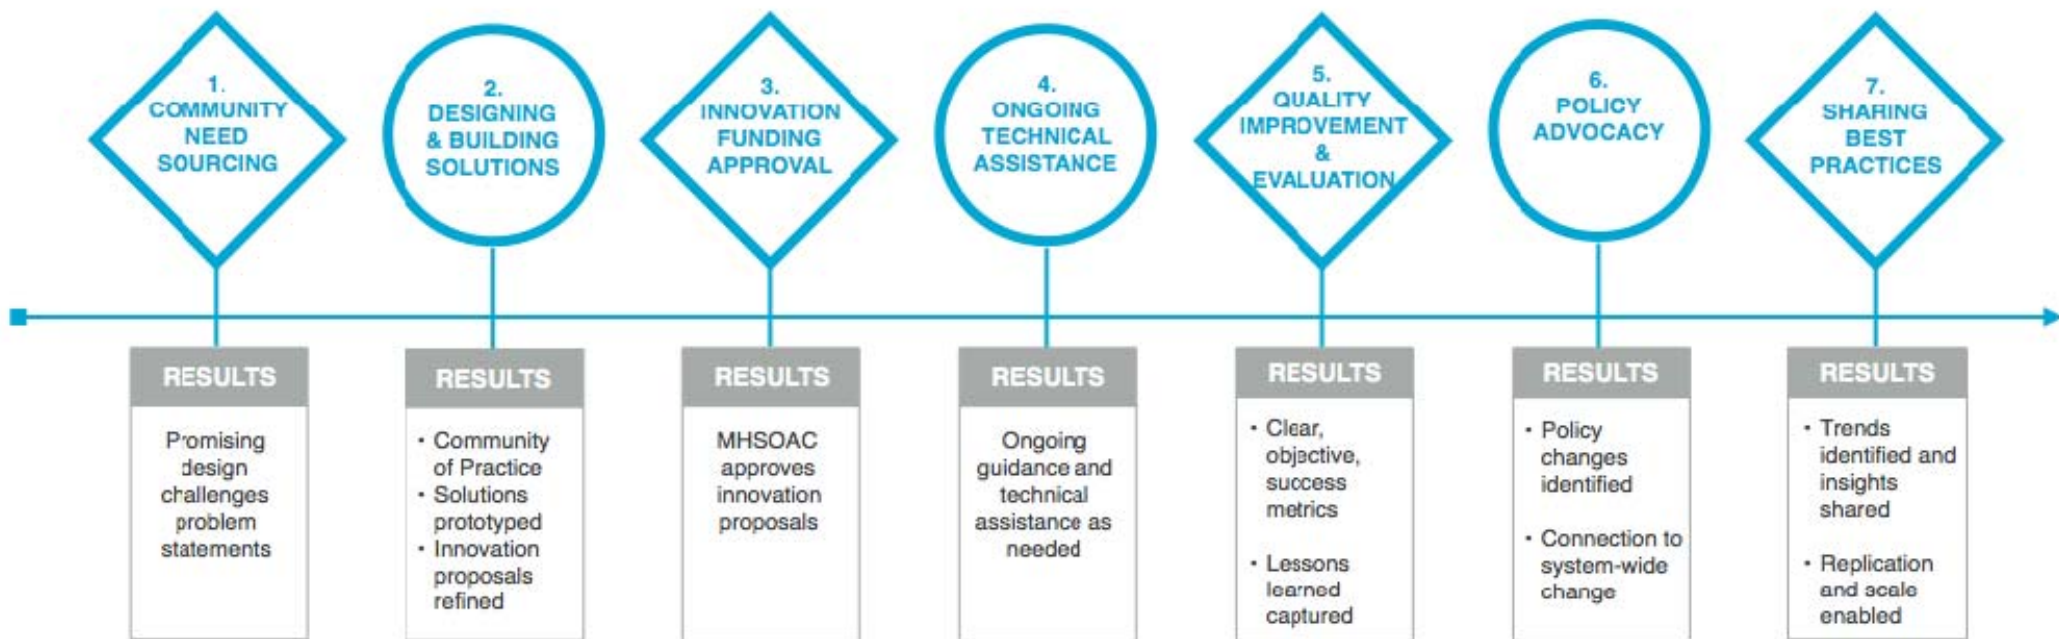 1.
COMMUNITY
NEED
SOURCING
2.
DESIGNING
& BUILDING
SOLUTIONS
3.
INNOVATION
FUNDING
APPROVAL
4.
ONGOING
TECHNICAL
ASSISTANCE
5.
QUALITY
IMPROVEMENT
&
EVALUATION
6.
POLICY
ADVOCACY
7.
SHARING
BEST
PRACTICES
RESULTS
Promising
design
challenges
problem
statements
RESULTS
• Community
of Practice
• Solutions
prototyped
• Innovation
proposals
refined
RESULTS
MHSOAC
approves
innovation
proposals
RESULTS
Ongoing
guidance and
technical
assistance as
needed
RESULTS
• Clear,
objective,
success
metrics
• Lessons
learned
captured
RESULTS
• Policy
changes
identified
• Connection to
system-wide
change
RESULTS
• Trends
identified and
insights
shared
• Replication
and scale
enabled